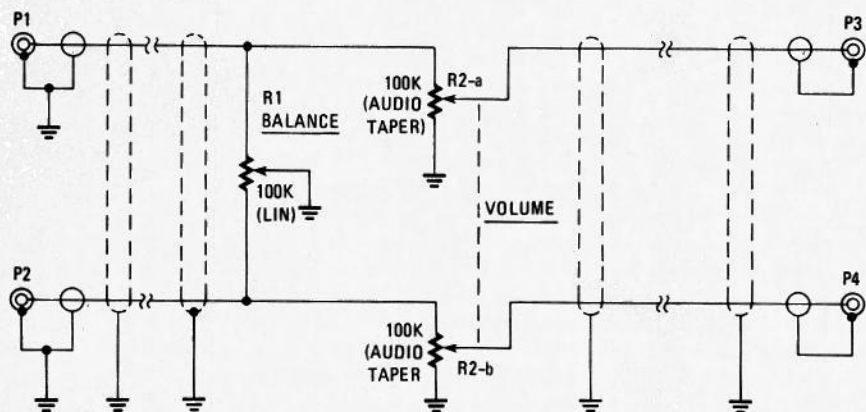 P1
P3
R1
BALANCE
100K
(LIN)
100K
(AUDIO
TAPER)
R2-a
VOLUME
P2
P4
100K
(AUDIO
TAPER
R2-b